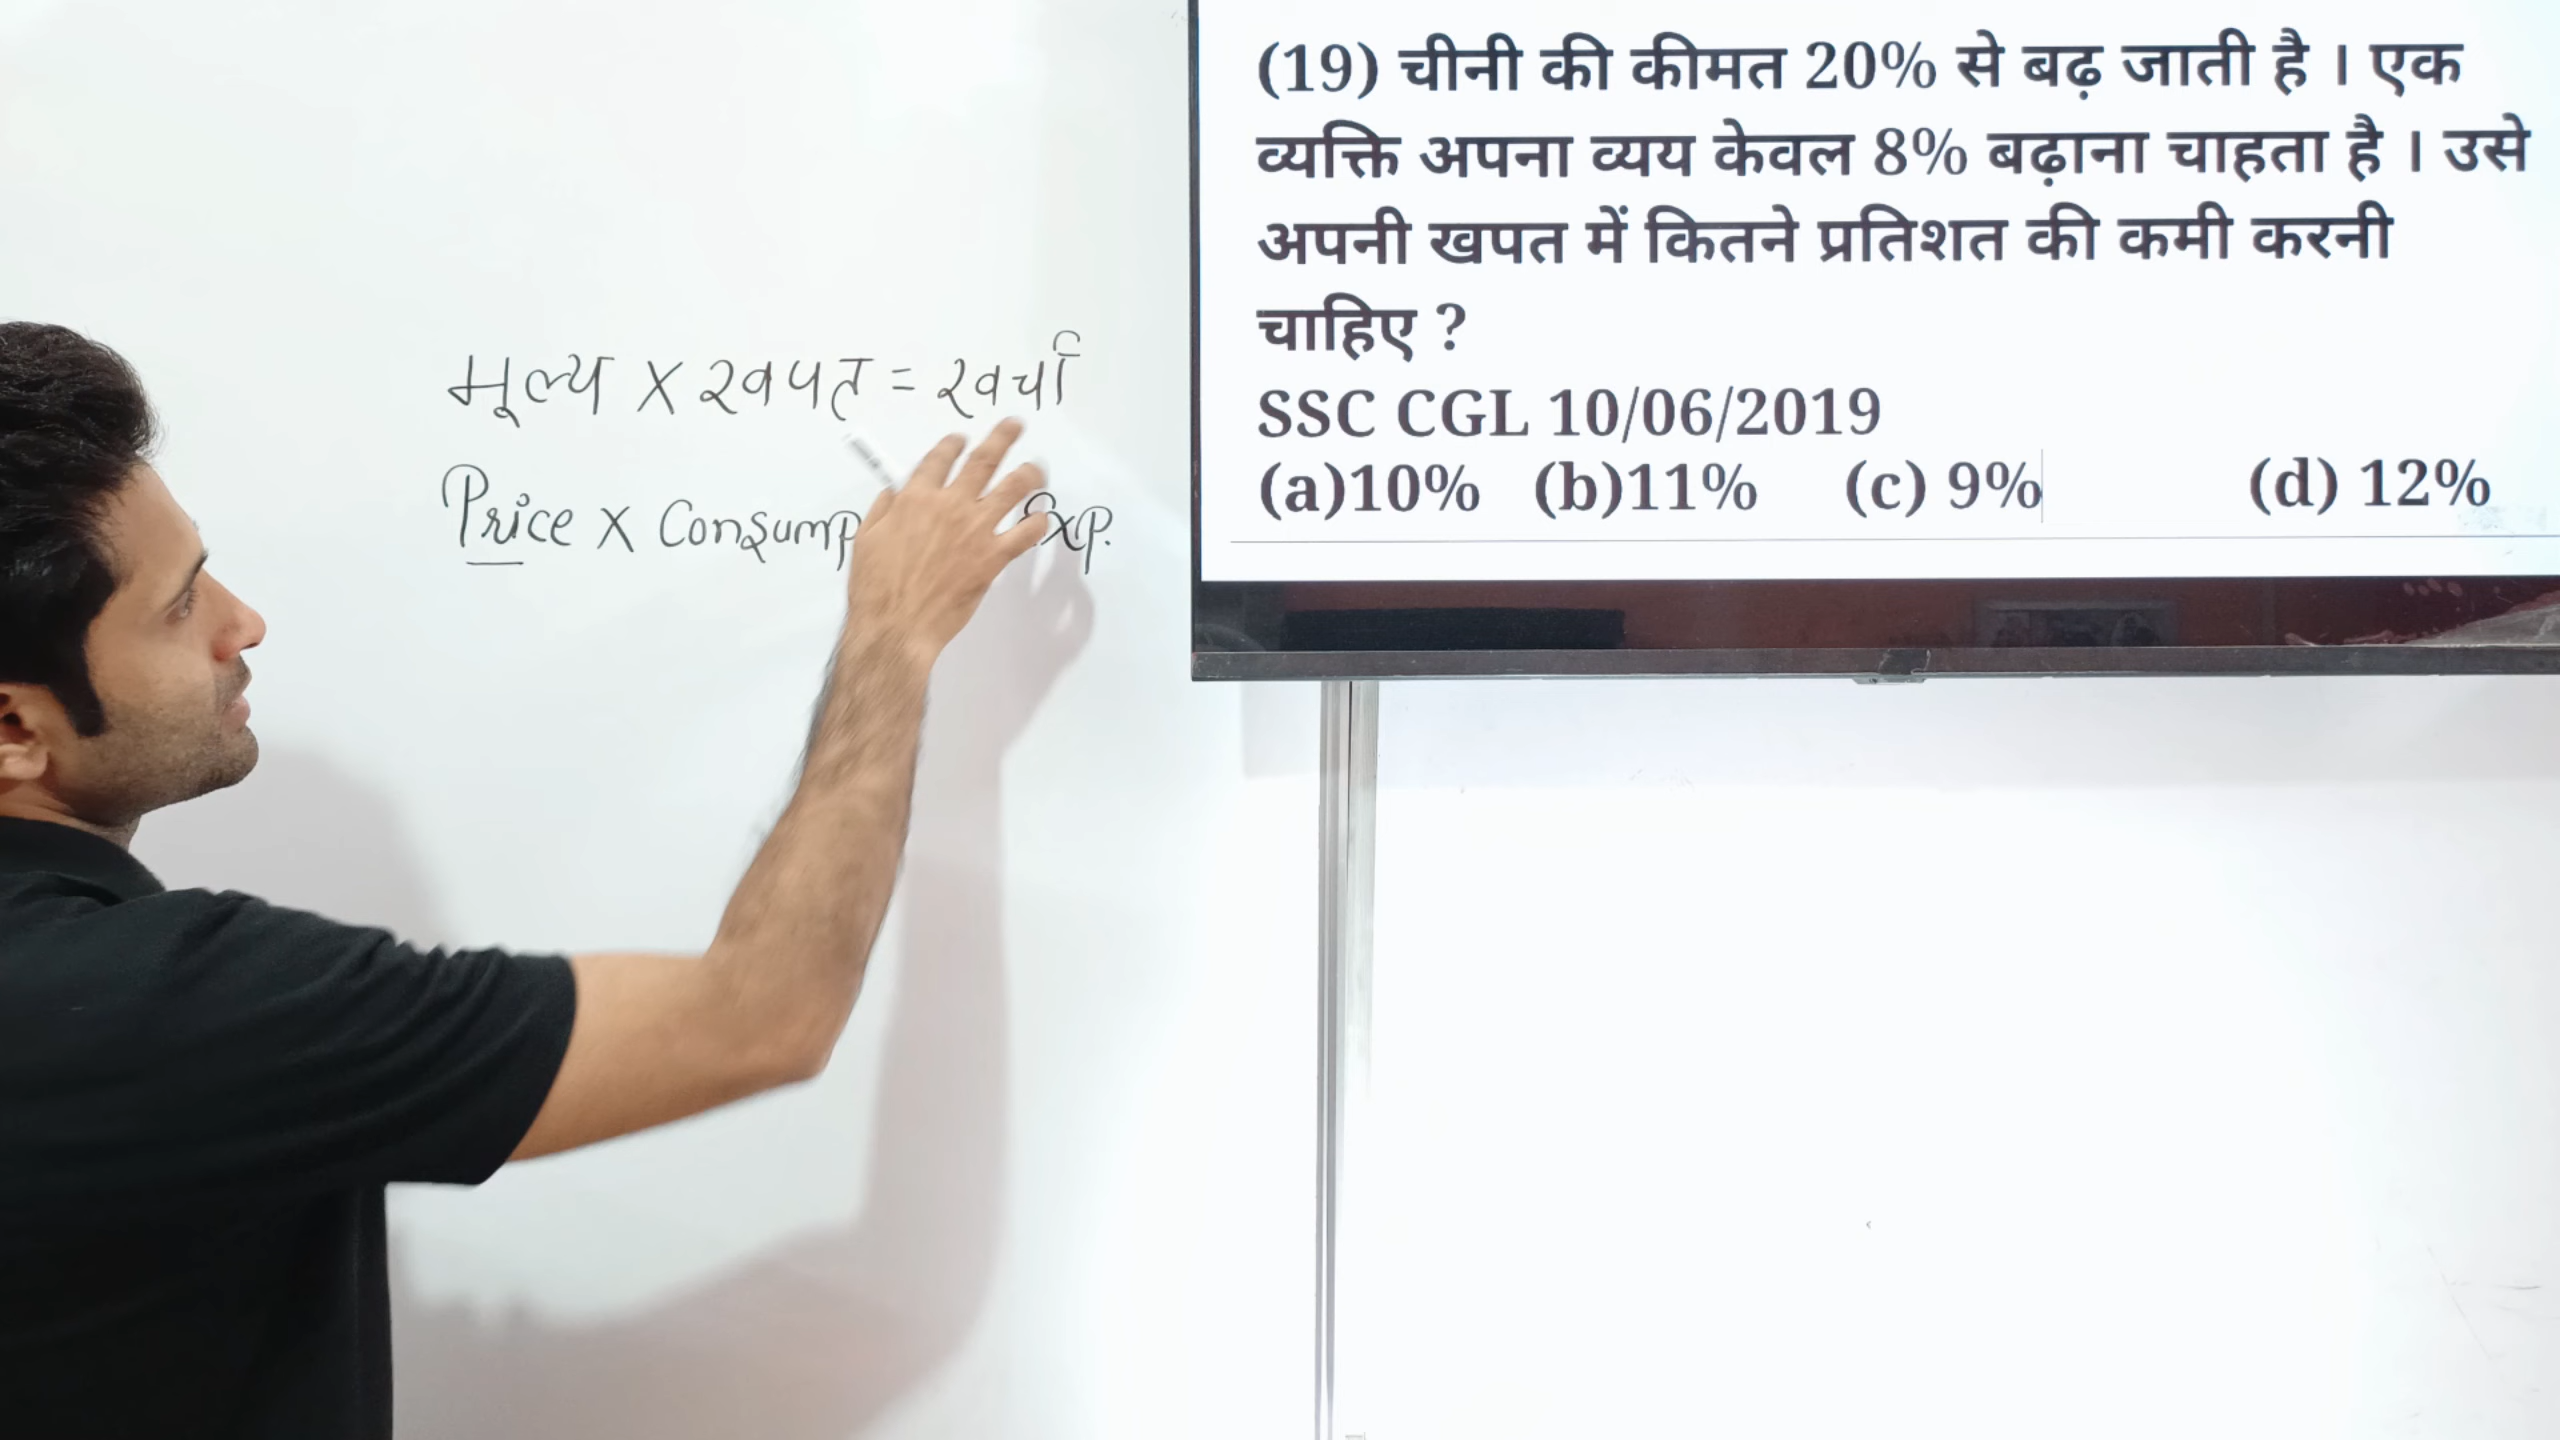 मूल्य X खपत = खर्चा
Price X Consump Exp.
(19) चीनी की कीमत 20% से बढ़ जाती है । एक
व्यक्ति अपना व्यय केवल 8% बढ़ाना चाहता है । उसे
अपनी खपत में कितने प्रतिशत की कमी करनी
चाहिए ?
SSC CGL 10/06/2019
(a)10% (b)11% (c) 9% (d) 12%